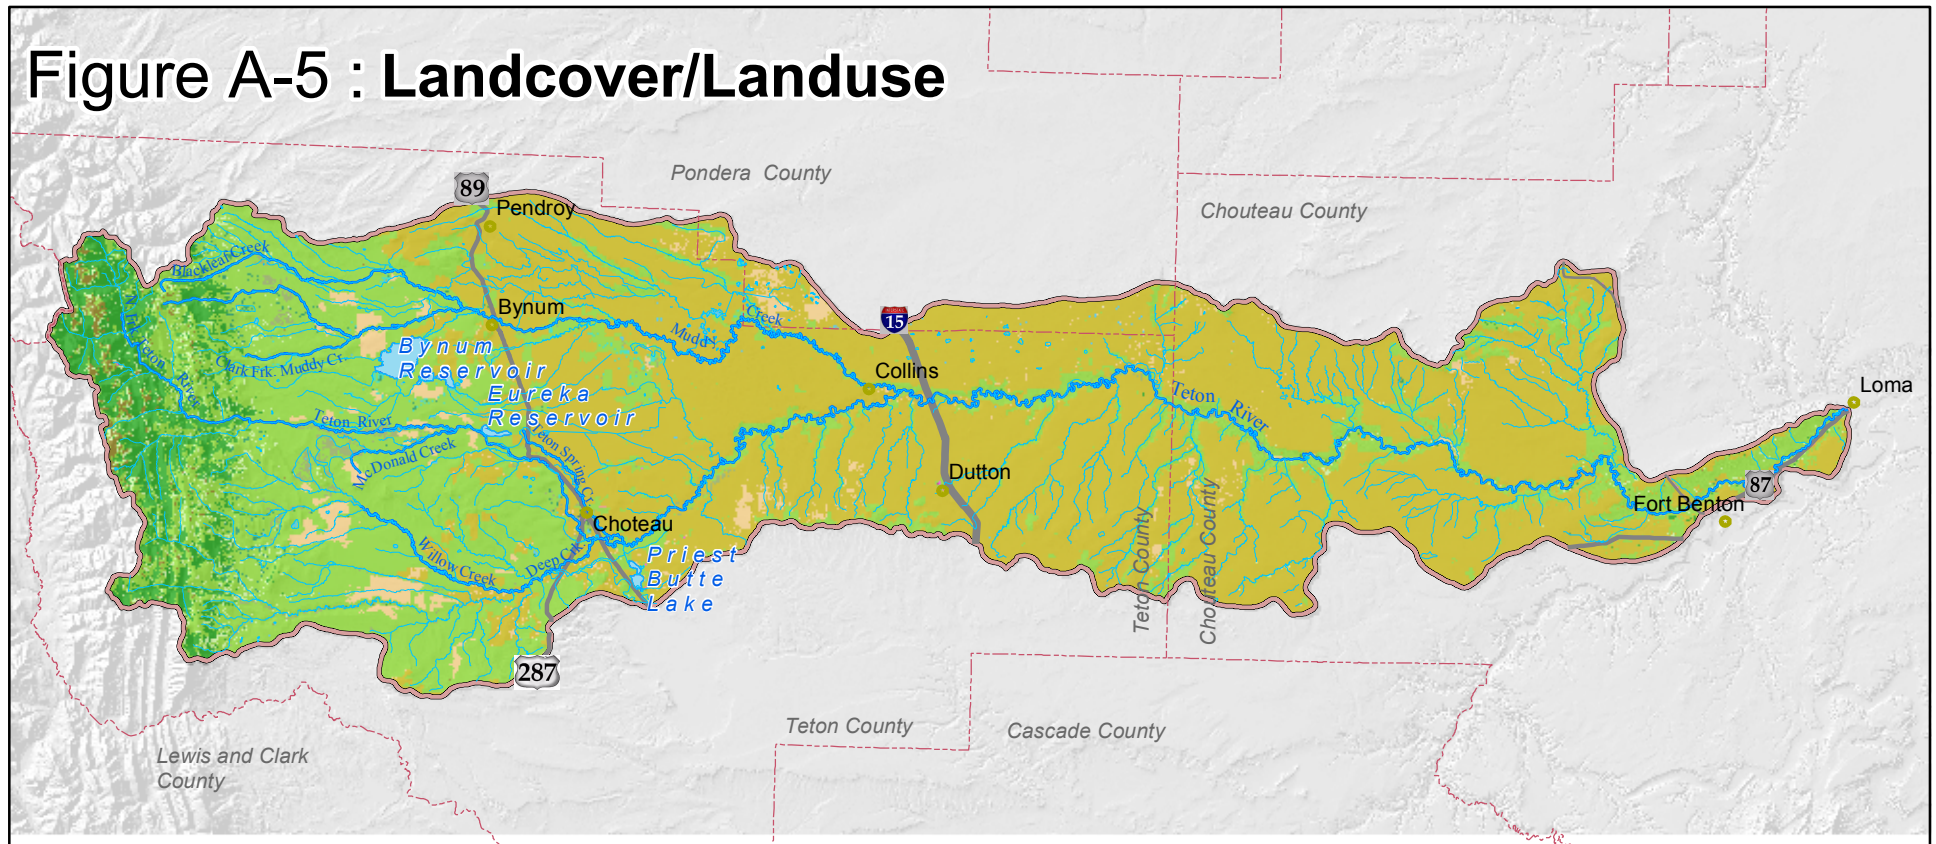 Figure A-5 : Landcover/Landuse
Pondera County
89
Pendroy
Chouteau County
Blackleaf Creek
N. Frk. Teton River
Bynum
Muddy Creek
15
Bynum
Reservoir
Clark Frk. Muddy Cr
Collins
Eureka
Reservoir
Teton River
Loma
Teton River
McDonald Creek
Teton Spring Cr.
Dutton
87
Fort Benton
Choteau
Willow Creek
Deep Crk.
Priest
Butte
Lake
Teton County
Chouteau County
287
Teton County
Cascade County
Lewis and Clark
County